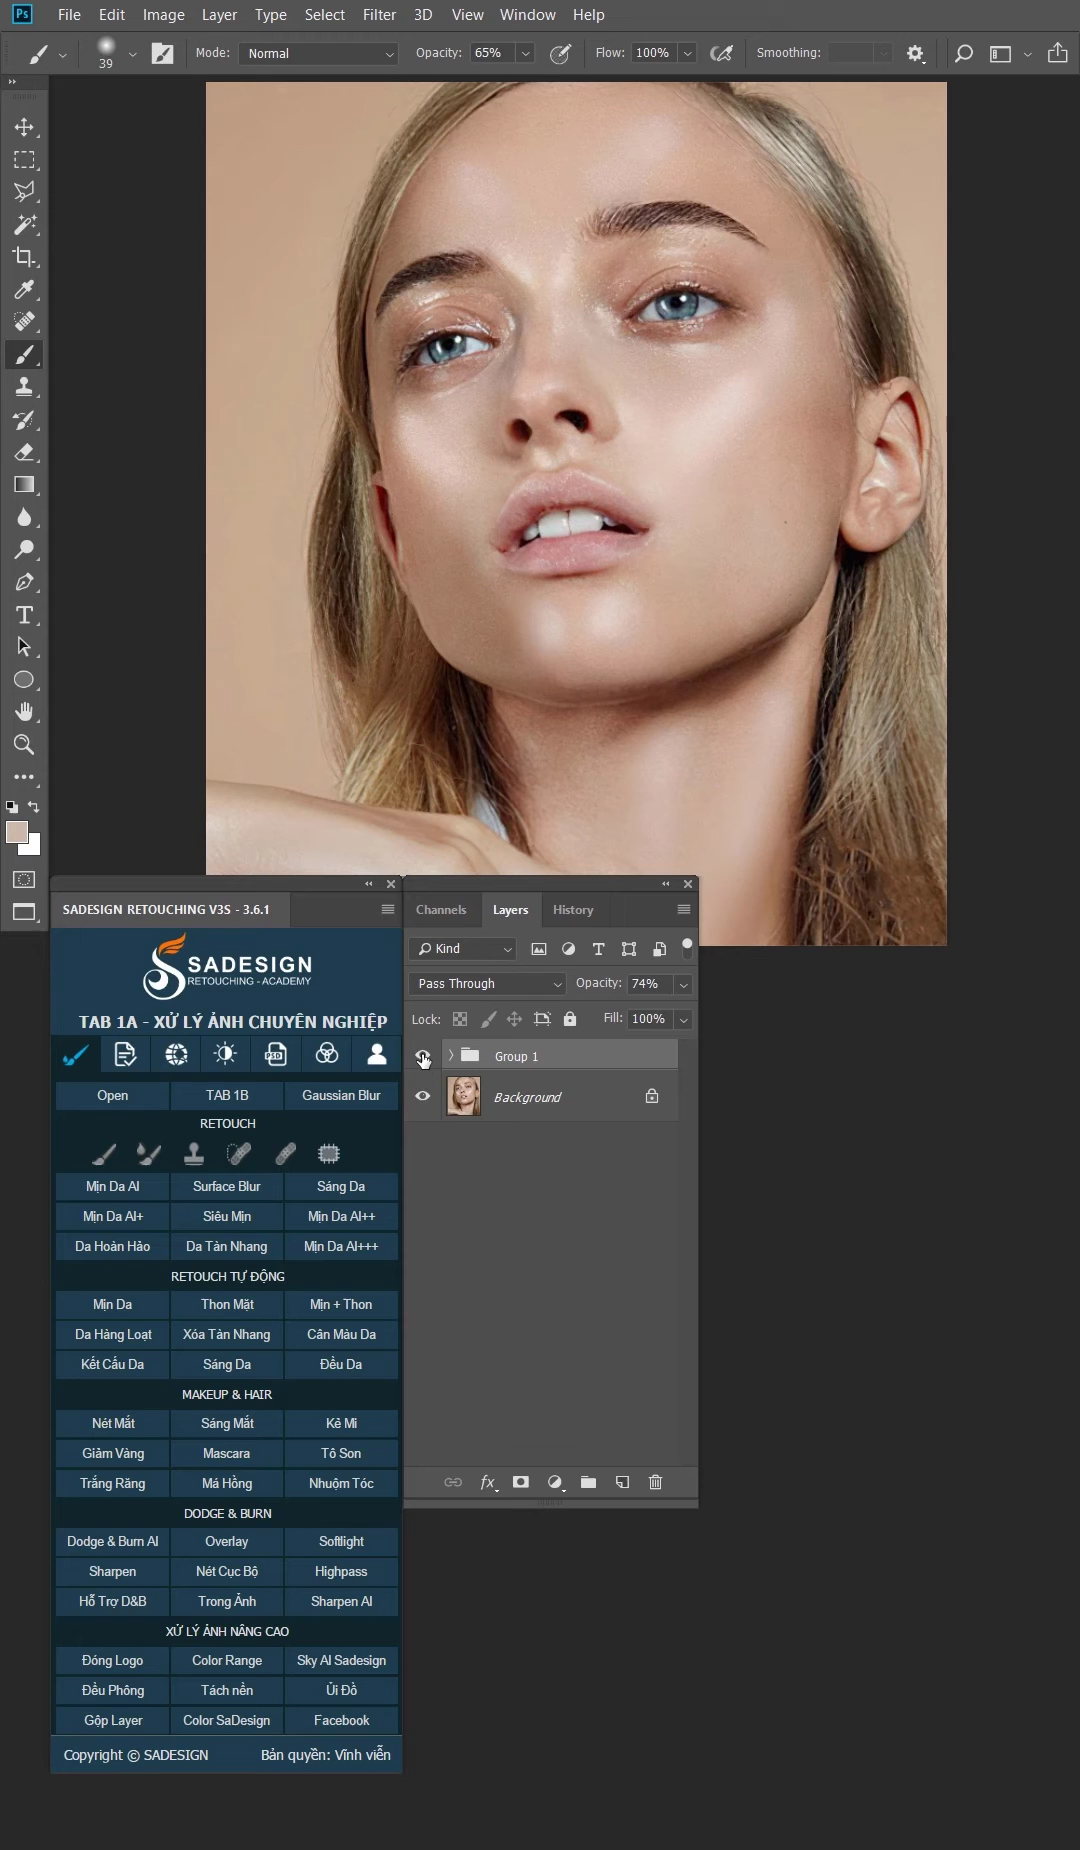 Ps File Edit Image Layer Type Select Filter 3D View Window Help
39 Mode: Normal Opacity: 65% Flow: 100% Smoothing:
SADESIGN RETOUCHING V3S - 3.6.1
SADESIGN
RETOUCHING - ACADEMY
TAB 1A - XỬ LÝ ẢNH CHUYÊN NGHIỆP
Open TAB 1B Gaussian Blur
RETOUCH
Mịn Da AI Surface Blur Sáng Da
Mịn Da AI+ Siêu Mịn Mịn Da AI++
Da Hoàn Hảo Da Tàn Nhang Mịn Da AI+++
RETOUCH TỰ ĐỘNG
Mịn Da Thon Mặt Mịn + Thon
Da Hàng Loạt Xóa Tàn Nhang Cân Màu Da
Kết Cấu Da Sáng Da Đều Da
MAKEUP & HAIR
Nét Mắt Sáng Mắt Kẻ Mi
Giảm Vàng Mascara Tô Son
Trắng Răng Má Hồng Nhuộm Tóc
DODGE & BURN
Dodge & Burn AI Overlay Softlight
Sharpen Nét Cục Bộ Highpass
Hỗ Trợ D&B Trong Ảnh Sharpen AI
XỬ LÝ ẢNH NÂNG CAO
Đóng Logo Color Range Sky AI Sadesign
Đều Phông Tách nền Ủi Đồ
Gộp Layer Color SaDesign Facebook
Copyright © SADESIGN Bản quyền: Vĩnh viễn
Channels Layers History
Kind
Pass Through Opacity: 74%
Lock: Fill: 100%
Group 1
Background
fx